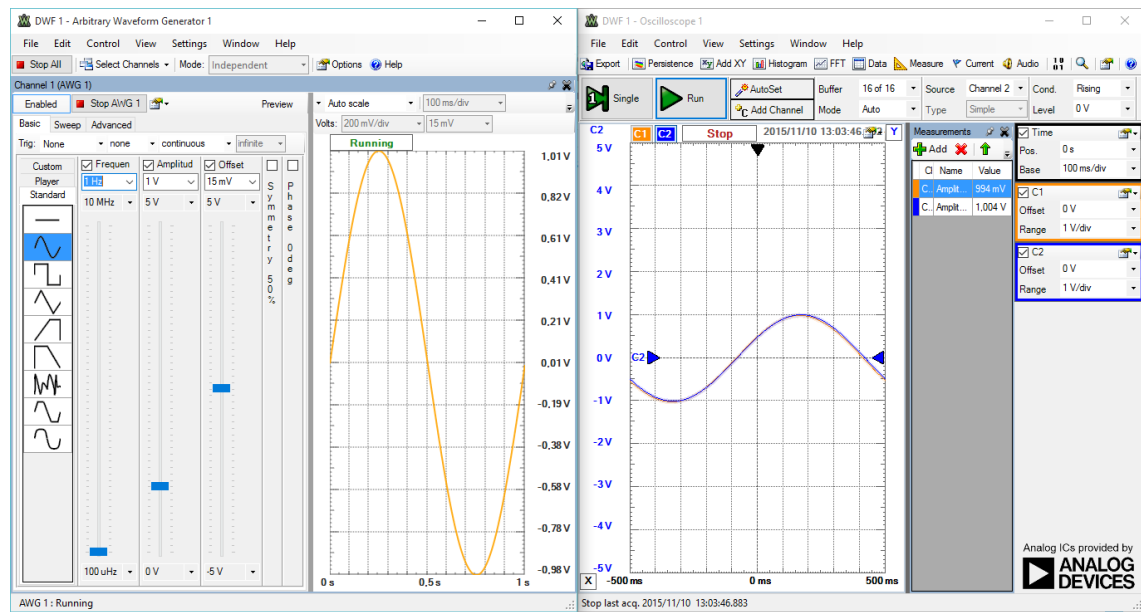 DWF 1 - Arbitrary Waveform Generator 1
File Edit Control View Settings Window Help
Stop All Select Channels Mode: Independent Options Help
Channel 1 (AWG 1)
Enabled Stop AWG 1 Preview
Basic Sweep Advanced
Trig: None none continuous infinite
Custom
Player
Standard
Frequen Amplitud Offset
1 Hz 1 V 15 mV
10 MHz 5 V 5 V
100 uHz 0 V -5 V
Symmetry 50%
Phase 0 deg
Auto scale 100 ms/div
Volts: 200 mV/div 15 mV
Running
1,01 V
0,82 V
0,61 V
0,41 V
0,21 V
0,01 V
-0,19 V
-0,38 V
-0,58 V
-0,78 V
-0,98 V
0 s 0,5 s 1 s
AWG 1: Running
DWF 1 - Oscilloscope 1
File Edit Control View Settings Window Help
Export Persistence Add XY Histogram FFT Data Measure Current Audio
Single Run AutoSet Buffer 16 of 16 Source Channel 2 Cond. Rising
Add Channel Mode Auto Type Simple Level 0 V
C2 C1 C2 Stop 2015/11/10 13:03:46 Y
5 V
4 V
3 V
2 V
1 V
0 V
-1 V
-2 V
-3 V
-4 V
-5 V
C2
X -500 ms 0 ms 500 ms
Measurements
Add
Cl Name Value
C.. Amplit... 994 mV
C.. Amplit... 1,004 V
Time
Pos. 0 s
Base 100 ms/div
C1
Offset 0 V
Range 1 V/div
C2
Offset 0 V
Range 1 V/div
Analog ICs provided by
ANALOG
DEVICES
Stop last acq. 2015/11/10 13:03:46.883